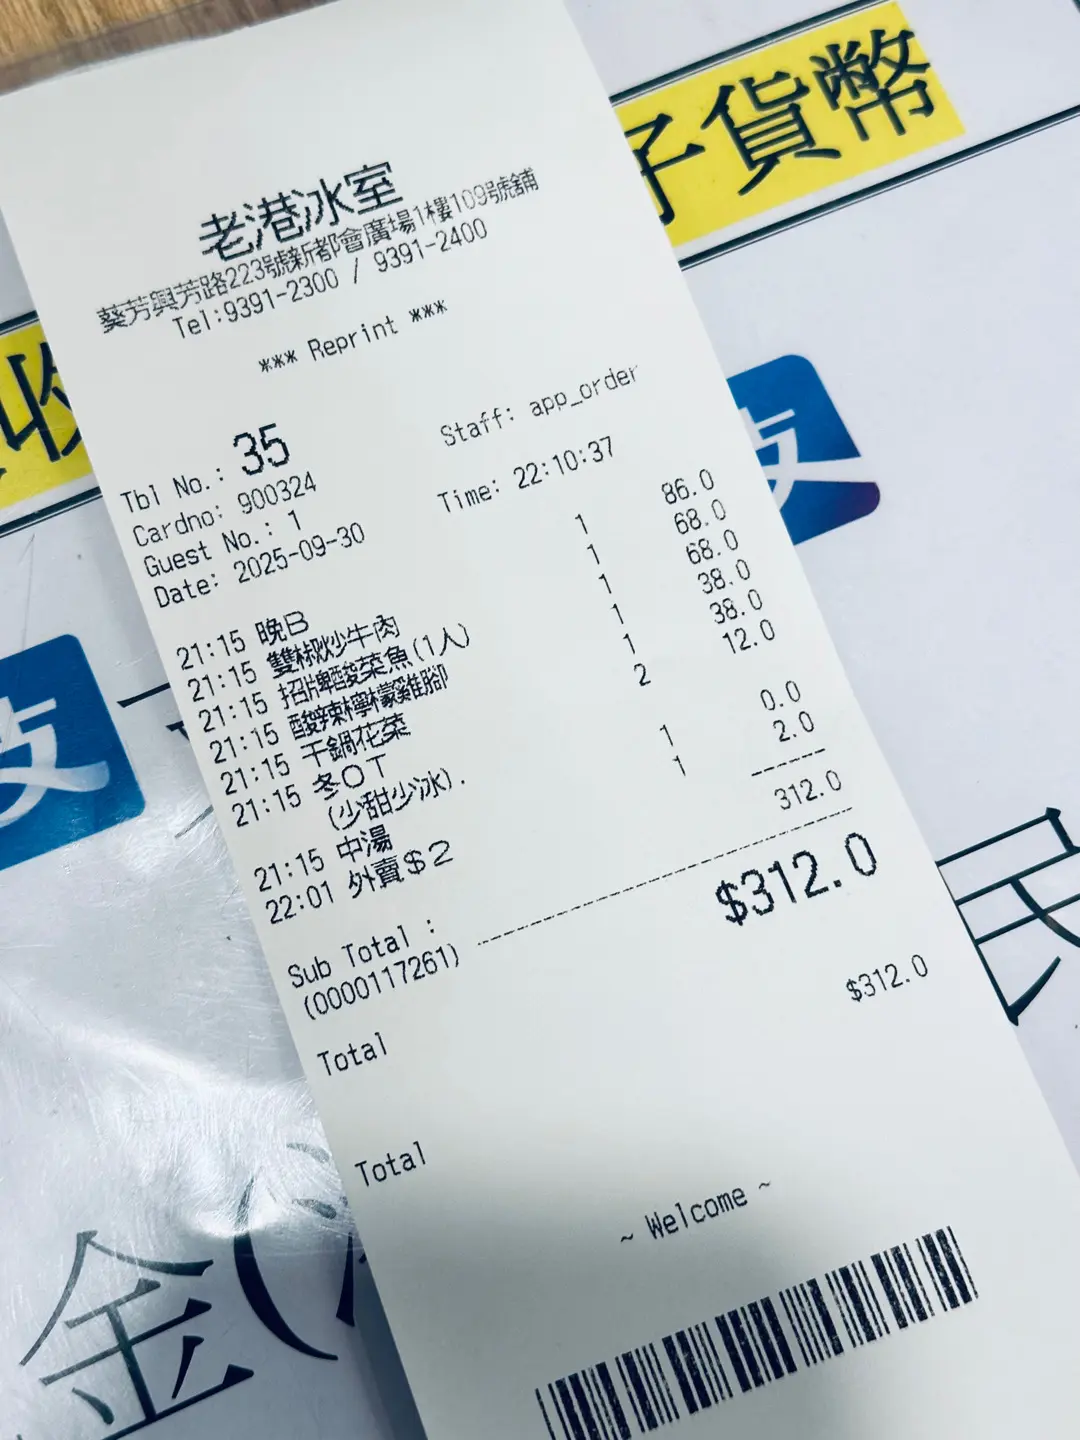 子貨幣
收
老港冰室
葵芳興芳路223號新都會廣場1樓109號舖
Tel:9391-2300 / 9391-2400
*** Reprint ***
Tbl No.: 35 Staff: app_order
Cardno: 900324
Guest No.: 1
Date: 2025-09-30 Time: 22:10:37
21:15 晚B 1 86.0
21:15 雙椒炒牛肉 1 68.0
21:15 招牌酸菜魚(1人) 1 68.0
21:15 酸辣檸檬雞腳 1 38.0
21:15 干鍋花菜 1 38.0
21:15 冬OT 2 12.0
(少甜少冰).
21:15 中湯 1 0.0
22:01 外賣$2 1 2.0
Sub Total : 312.0
(0000117261)
Total $312.0
Total $312.0
~ Welcome ~
支
支
民
金(